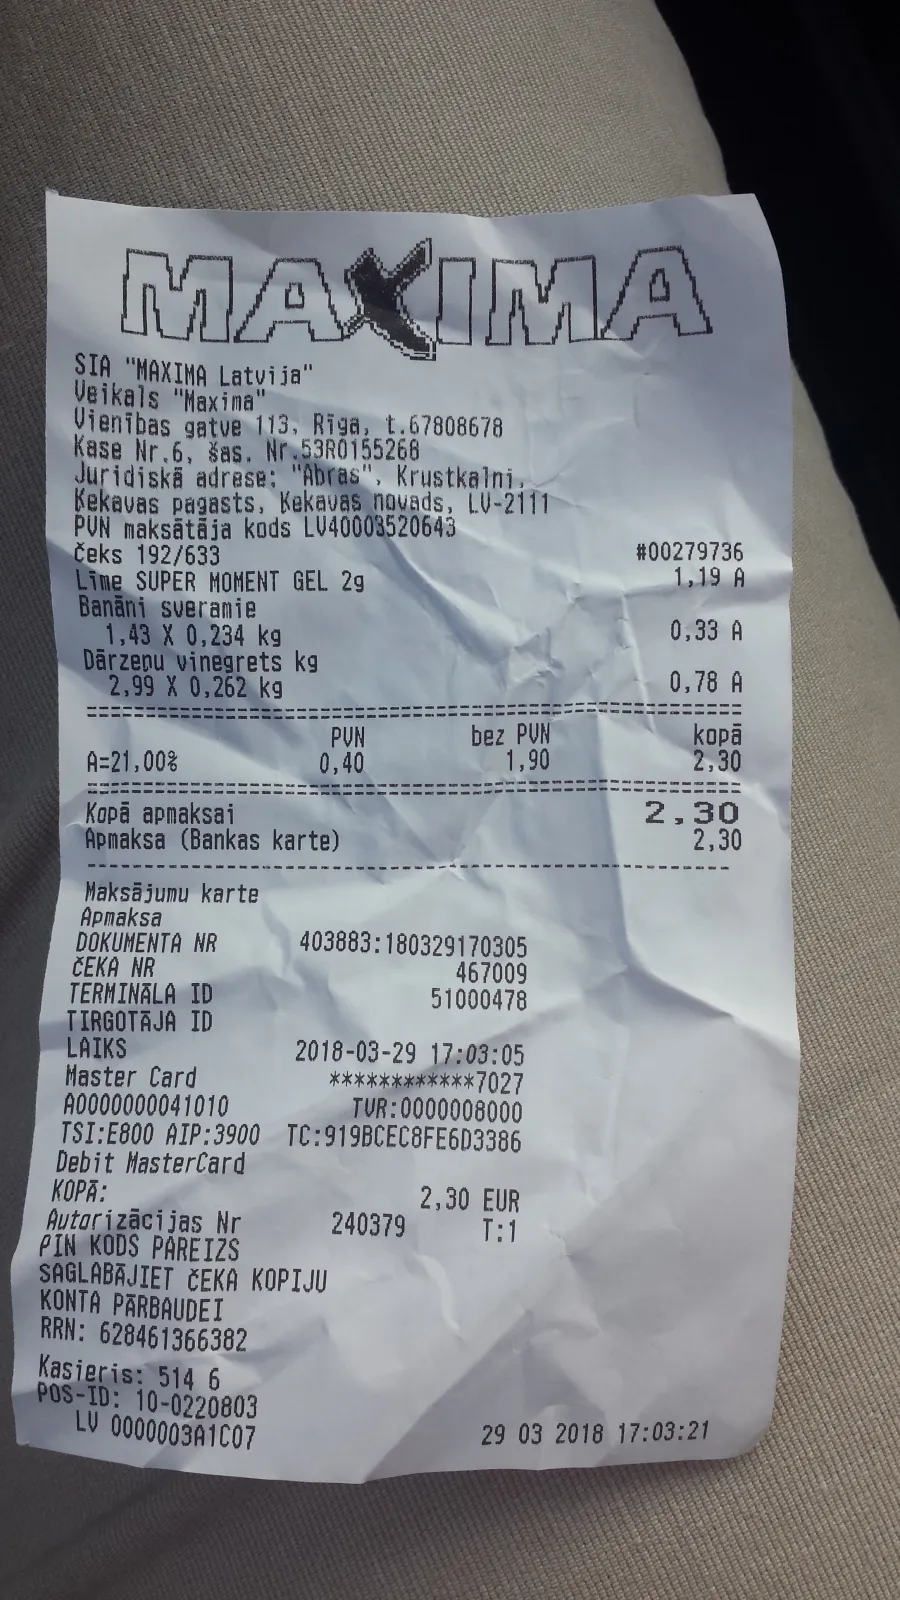 MAXIMA
SIA "MAXIMA Latvija"
Veikals "Maxima"
Vienības gatve 113, Rīga, t.67808678
Kase Nr.6, šas. Nr.53R0155268
Juridiskā adrese: "Abras", Krustkalni,
Ķekavas pagasts, Ķekavas novads, LV-2111
PVN maksātāja kods LV40003520643
čeks 192/633 #00279736
Līme SUPER MOMENT GEL 2g 1,19 A
Banāni sveramie
1,43 X 0,234 kg 0,33 A
Dārzeņu vinegrets kg
2,99 X 0,262 kg 0,78 A
PVN bez PVN kopā
A=21,00% 0,40 1,90 2,30
Kopā apmaksai 2,30
Apmaksa (Bankas karte) 2,30
Maksājumu karte
Apmaksa
DOKUMENTA NR 403883:180329170305
ČEKA NR 467009
TERMINĀLA ID 51000478
TIRGOTĀJA ID
LAIKS 2018-03-29 17:03:05
Master Card ************7027
A0000000041010 TVR:0000008000
TSI:E800 AIP:3900 TC:919BCEC8FE6D3386
Debit MasterCard
KOPĀ: 2,30 EUR
Autorizācijas Nr 240379 T:1
PIN KODS PAREIZS
SAGLABĀJIET ČEKA KOPIJU
KONTA PĀRBAUDEI
RRN: 628461366382
Kasieris: 514 6
POS-ID: 10-0220803
LV 0000003A1C07 29 03 2018 17:03:21